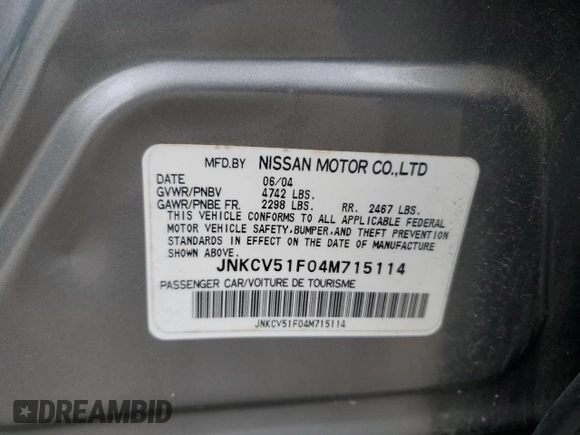 MFD.BY NISSAN MOTOR CO.,LTD
DATE 06/04
GVWR/PNBV 4742 LBS.
GAWR/PNBE FR. 2298 LBS. RR. 2467 LBS.
THIS VEHICLE CONFORMS TO ALL APPLICABLE FEDERAL
MOTOR VEHICLE SAFETY,BUMPER,AND THEFT PREVENTION
STANDARDS IN EFFECT ON THE DATE OF MANUFACTURE
SHOWN ABOVE.
JNKCV51F04M715114
PASSENGER CAR/VOITURE DE TOURISME
JNKCV51F04M715114
DREAMBID